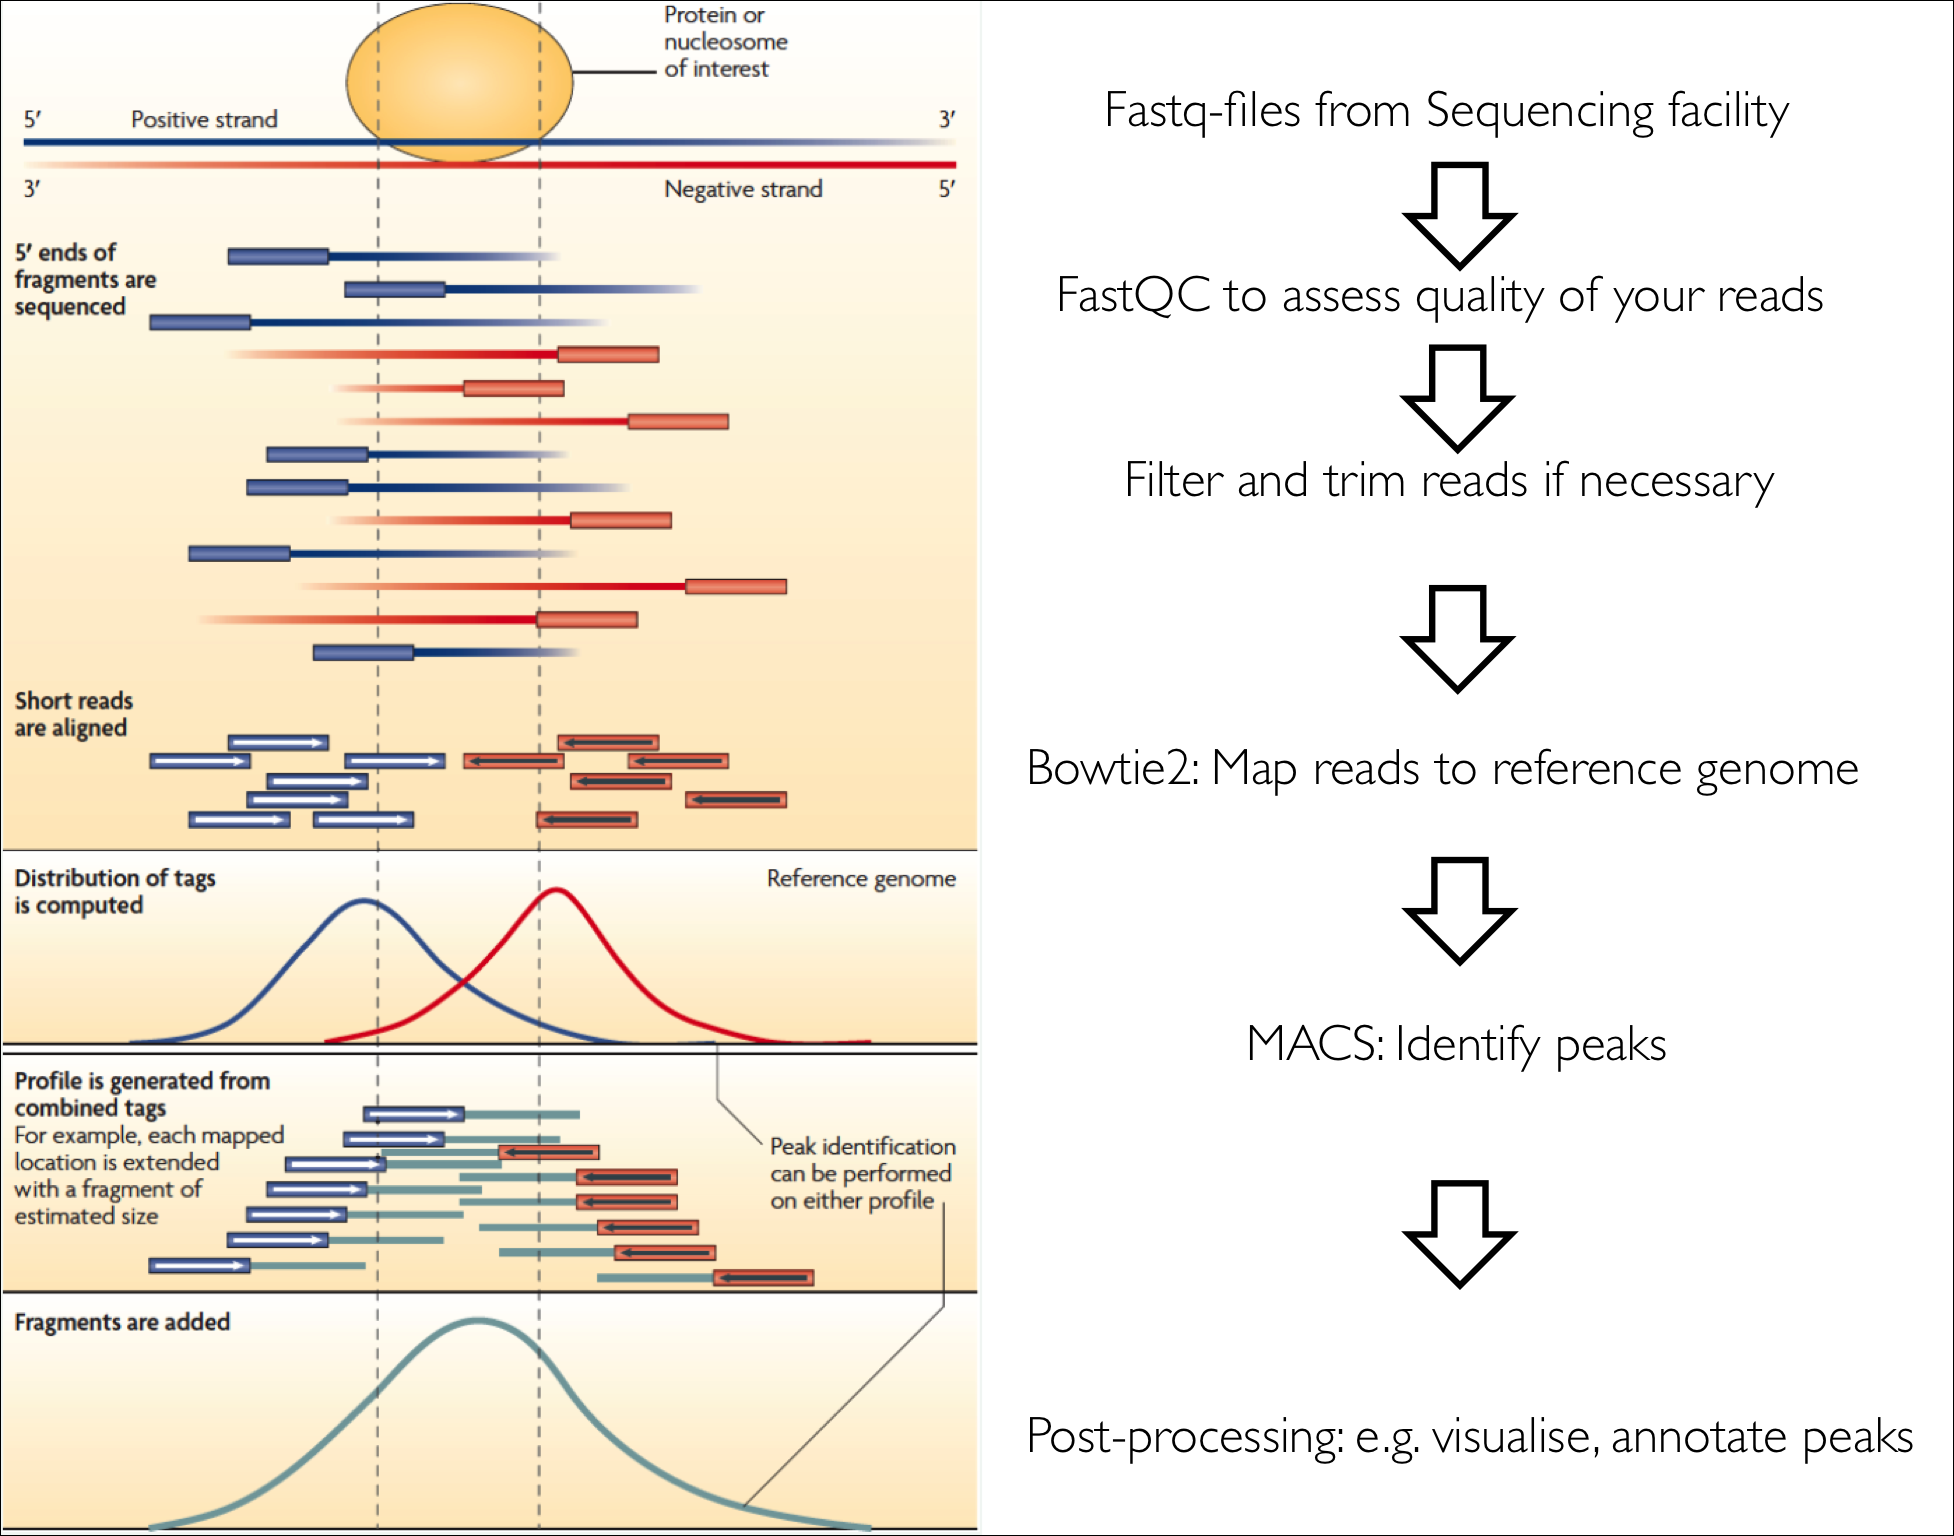 Protein or
nucleosome
of interest
5′
Positive strand
3′
3′
Negative strand
5′
5′ ends of
fragments are
sequenced
Short reads
are aligned
Distribution of tags
is computed
Reference genome
Profile is generated from
combined tags
For example, each mapped
location is extended
with a fragment of
estimated size
Peak identification
can be performed
on either profile
Fragments are added
Fastq-files from Sequencing facility
FastQC to assess quality of your reads
Filter and trim reads if necessary
Bowtie2: Map reads to reference genome
MACS: Identify peaks
Post-processing: e.g. visualise, annotate peaks